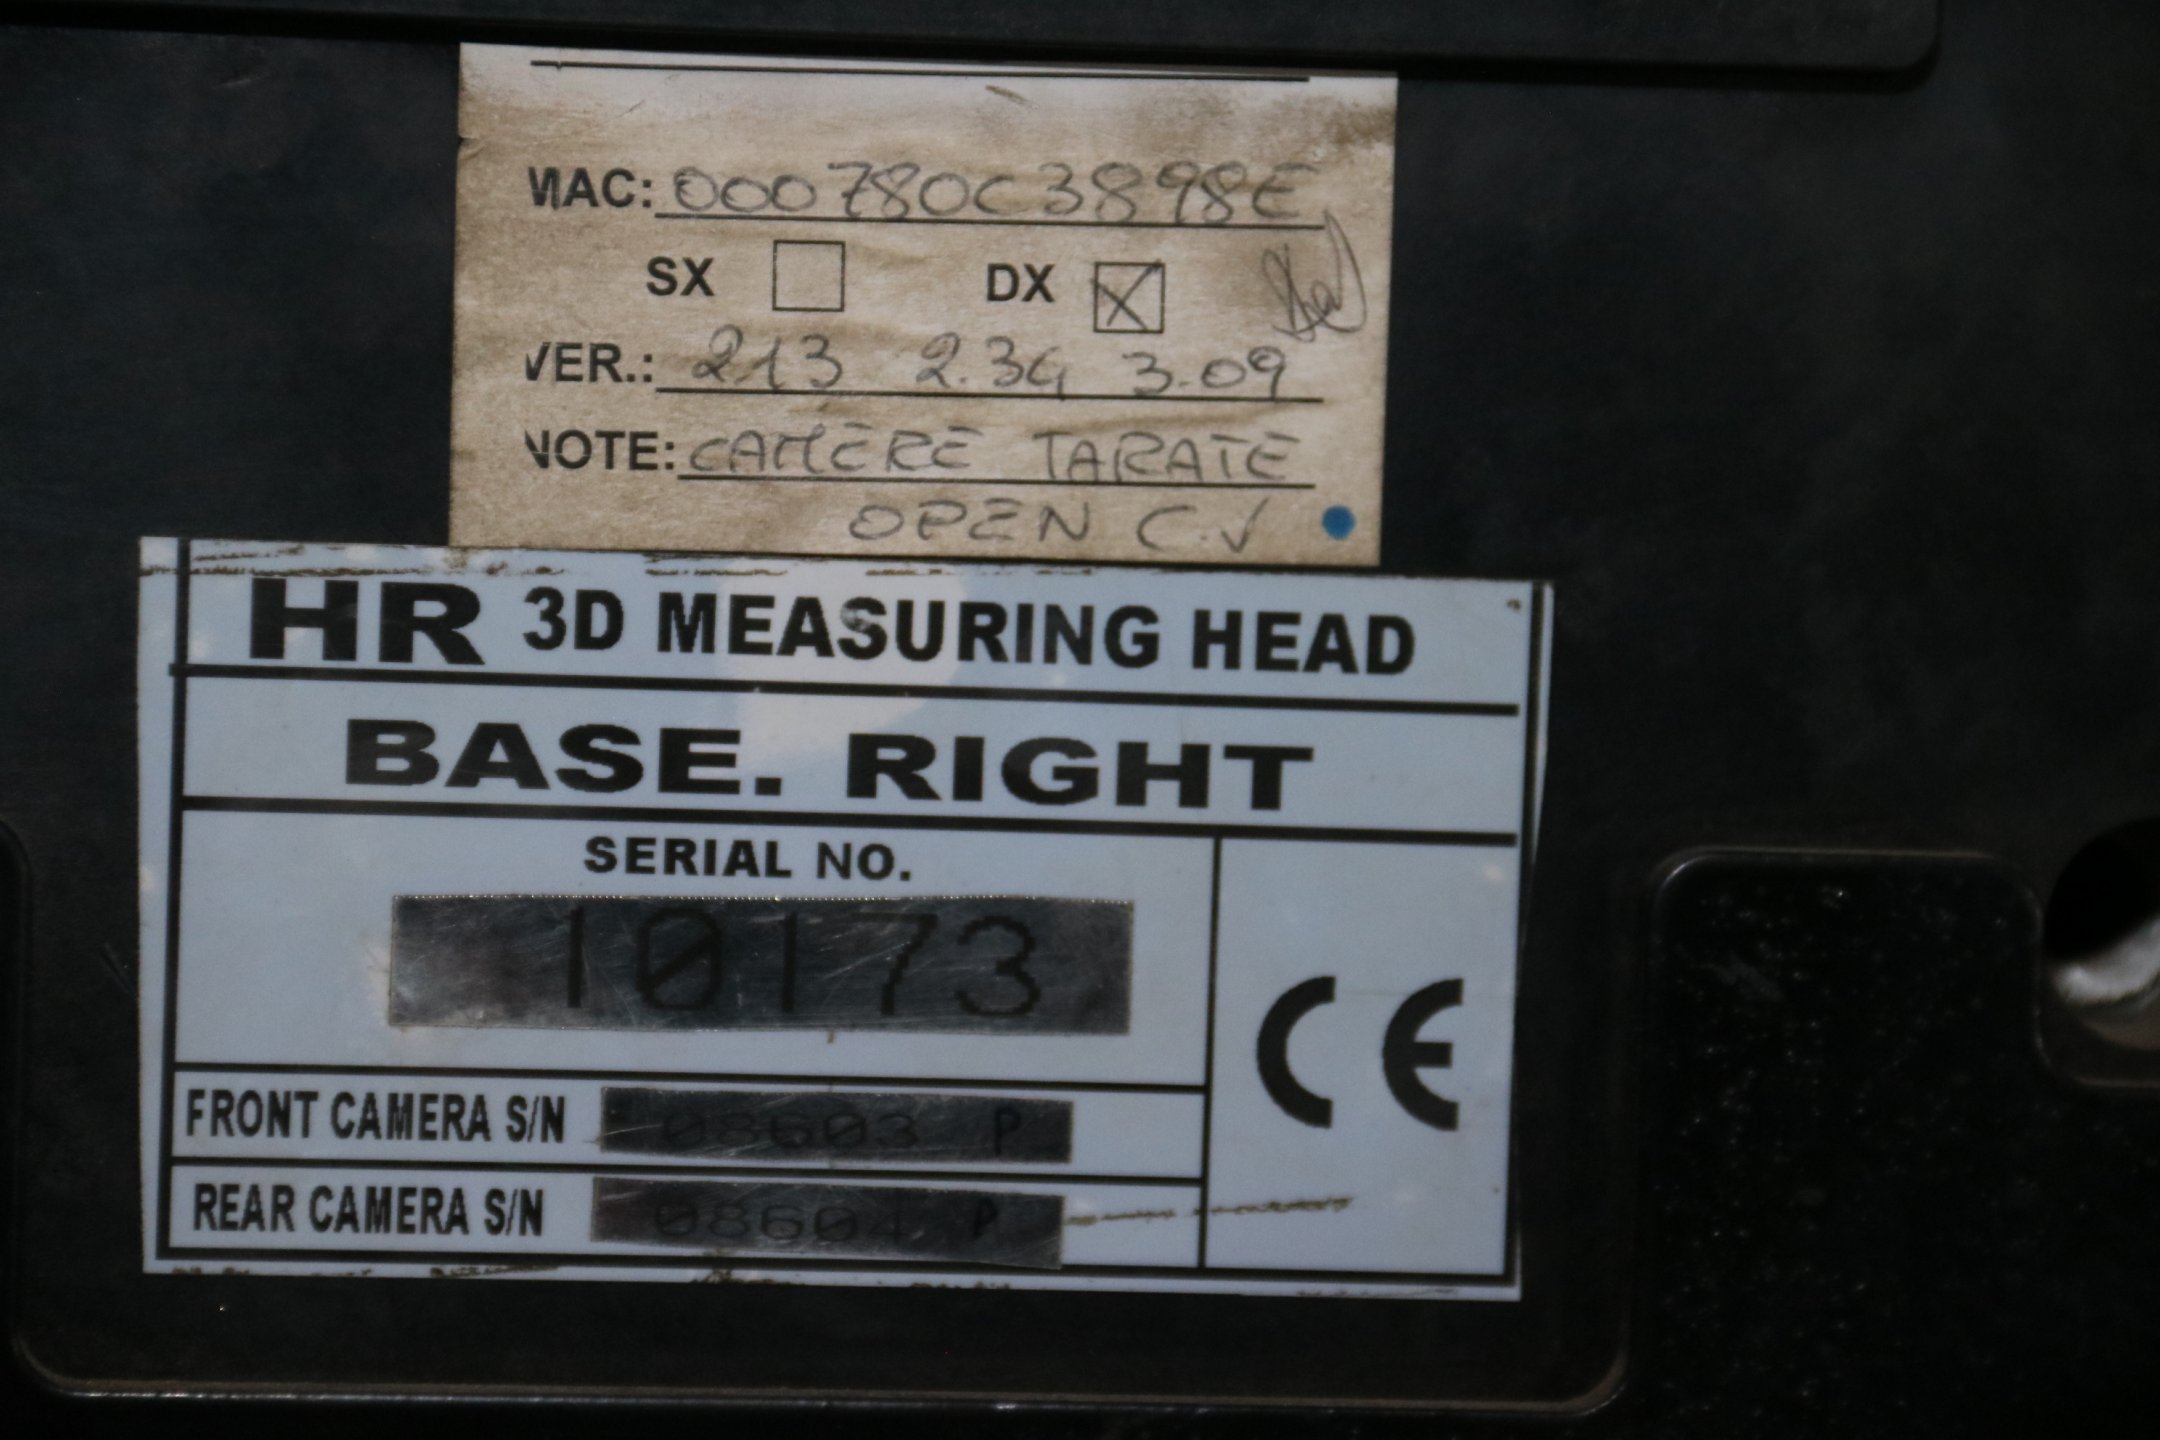 MAC: 000780C3898E
SX DX
VER.: 213 2.34 3.09
NOTE: CAMERE TARATE
OPEN C.V
HR 3D MEASURING HEAD
BASE. RIGHT
SERIAL NO.
10173
CE
FRONT CAMERA S/N 08603 P
REAR CAMERA S/N 08604 P